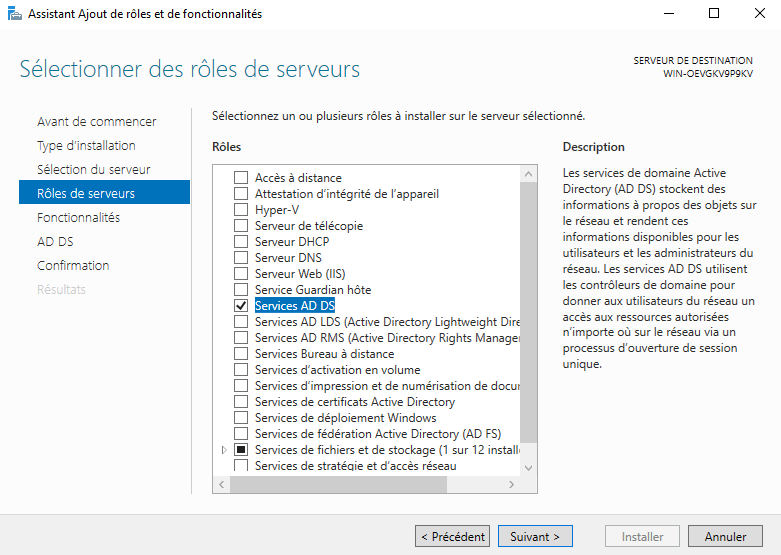 Assistant Ajout de rôles et de fonctionnalités
Sélectionner des rôles de serveurs
SERVEUR DE DESTINATION
WIN-OEVGKV9P9KV
Avant de commencer
Type d'installation
Sélection du serveur
Rôles de serveurs
Fonctionnalités
AD DS
Confirmation
Résultats
Sélectionnez un ou plusieurs rôles à installer sur le serveur sélectionné.
Rôles
Accès à distance
Attestation d'intégrité de l'appareil
Hyper-V
Serveur de télécopie
Serveur DHCP
Serveur DNS
Serveur Web (IIS)
Service Guardian hôte
Services AD DS
Services AD LDS (Active Directory Lightweight Dire
Services AD RMS (Active Directory Rights Manager
Services Bureau à distance
Services d'activation en volume
Services d'impression et de numérisation de docur
Services de certificats Active Directory
Services de déploiement Windows
Services de fédération Active Directory (AD FS)
Services de fichiers et de stockage (1 sur 12 installé
Services de stratégie et d'accès réseau
Description
Les services de domaine Active
Directory (AD DS) stockent des
informations à propos des objets sur
le réseau et rendent ces
informations disponibles pour les
utilisateurs et les administrateurs du
réseau. Les services AD DS utilisent
les contrôleurs de domaine pour
donner aux utilisateurs du réseau un
accès aux ressources autorisées
n'importe où sur le réseau via un
processus d'ouverture de session
unique.
< Précédent
Suivant >
Installer
Annuler